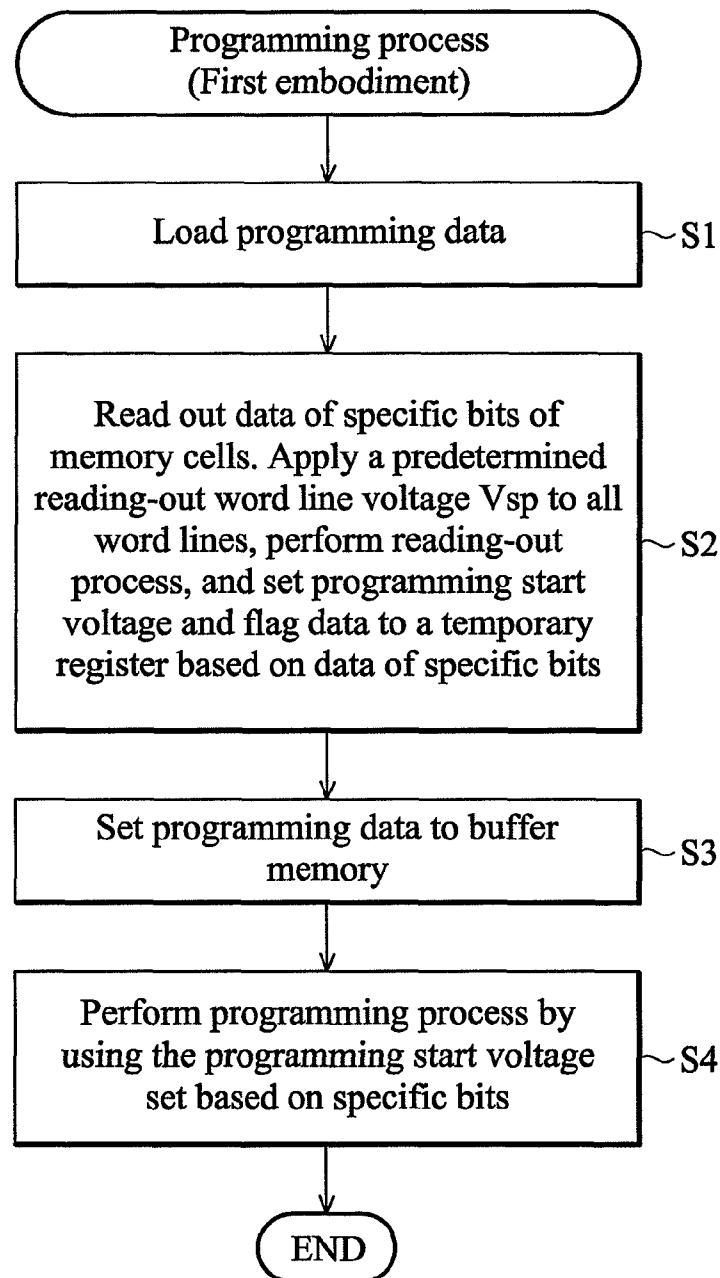 Programming process
(First embodiment)
Load programming data
S1
Read out data of specific bits of
memory cells. Apply a predetermined
reading-out word line voltage Vsp to all
word lines, perform reading-out
process, and set programming start
voltage and flag data to a temporary
register based on data of specific bits
S2
Set programming data to buffer
memory
S3
Perform programming process by
using the programming start voltage
set based on specific bits
S4
END